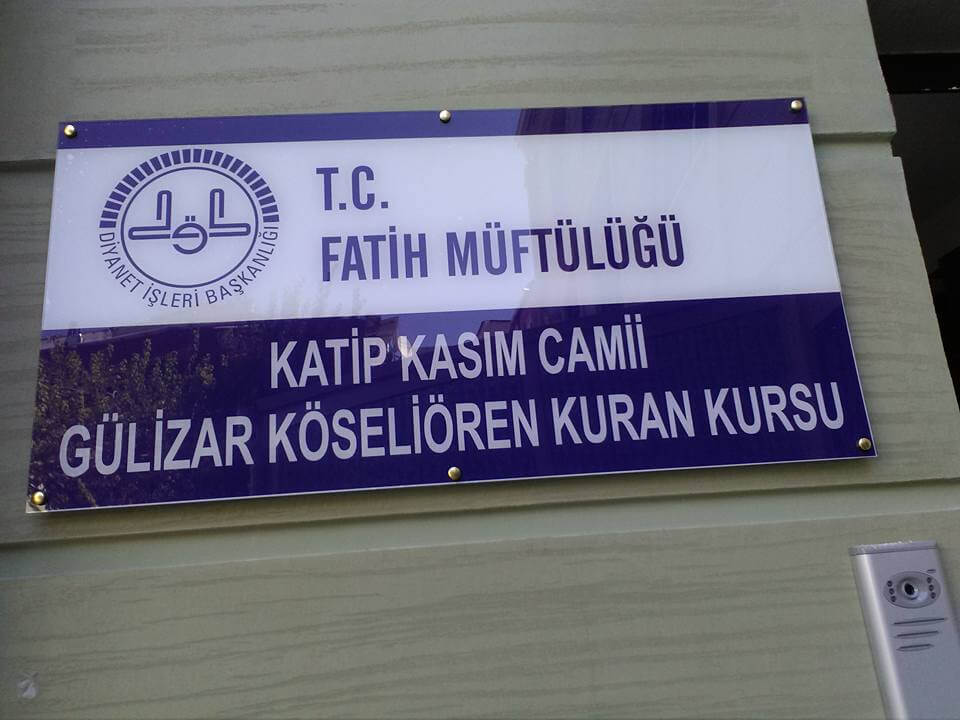 DİYANET İŞLERİ BAŞKANLIĞI
T.C.
FATİH MÜFTÜLÜĞÜ
KATİP KASIM CAMİİ
GÜLİZAR KÖSELİÖREN KURAN KURSU